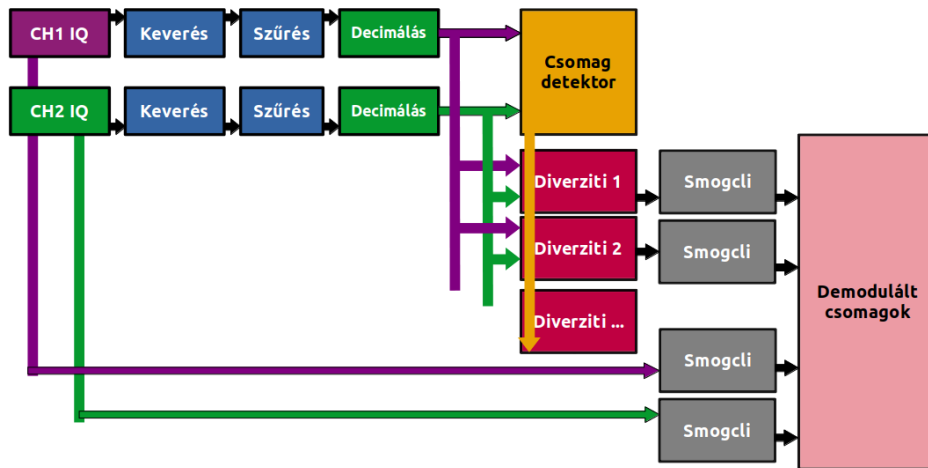 CH1 IQ
Keverés
Szűrés
Decimálás
CH2 IQ
Keverés
Szűrés
Decimálás
Csomag
detektor
Diverziti 1
Smogcli
Diverziti 2
Smogcli
Diverziti ...
Smogcli
Smogcli
Demodulált
csomagok